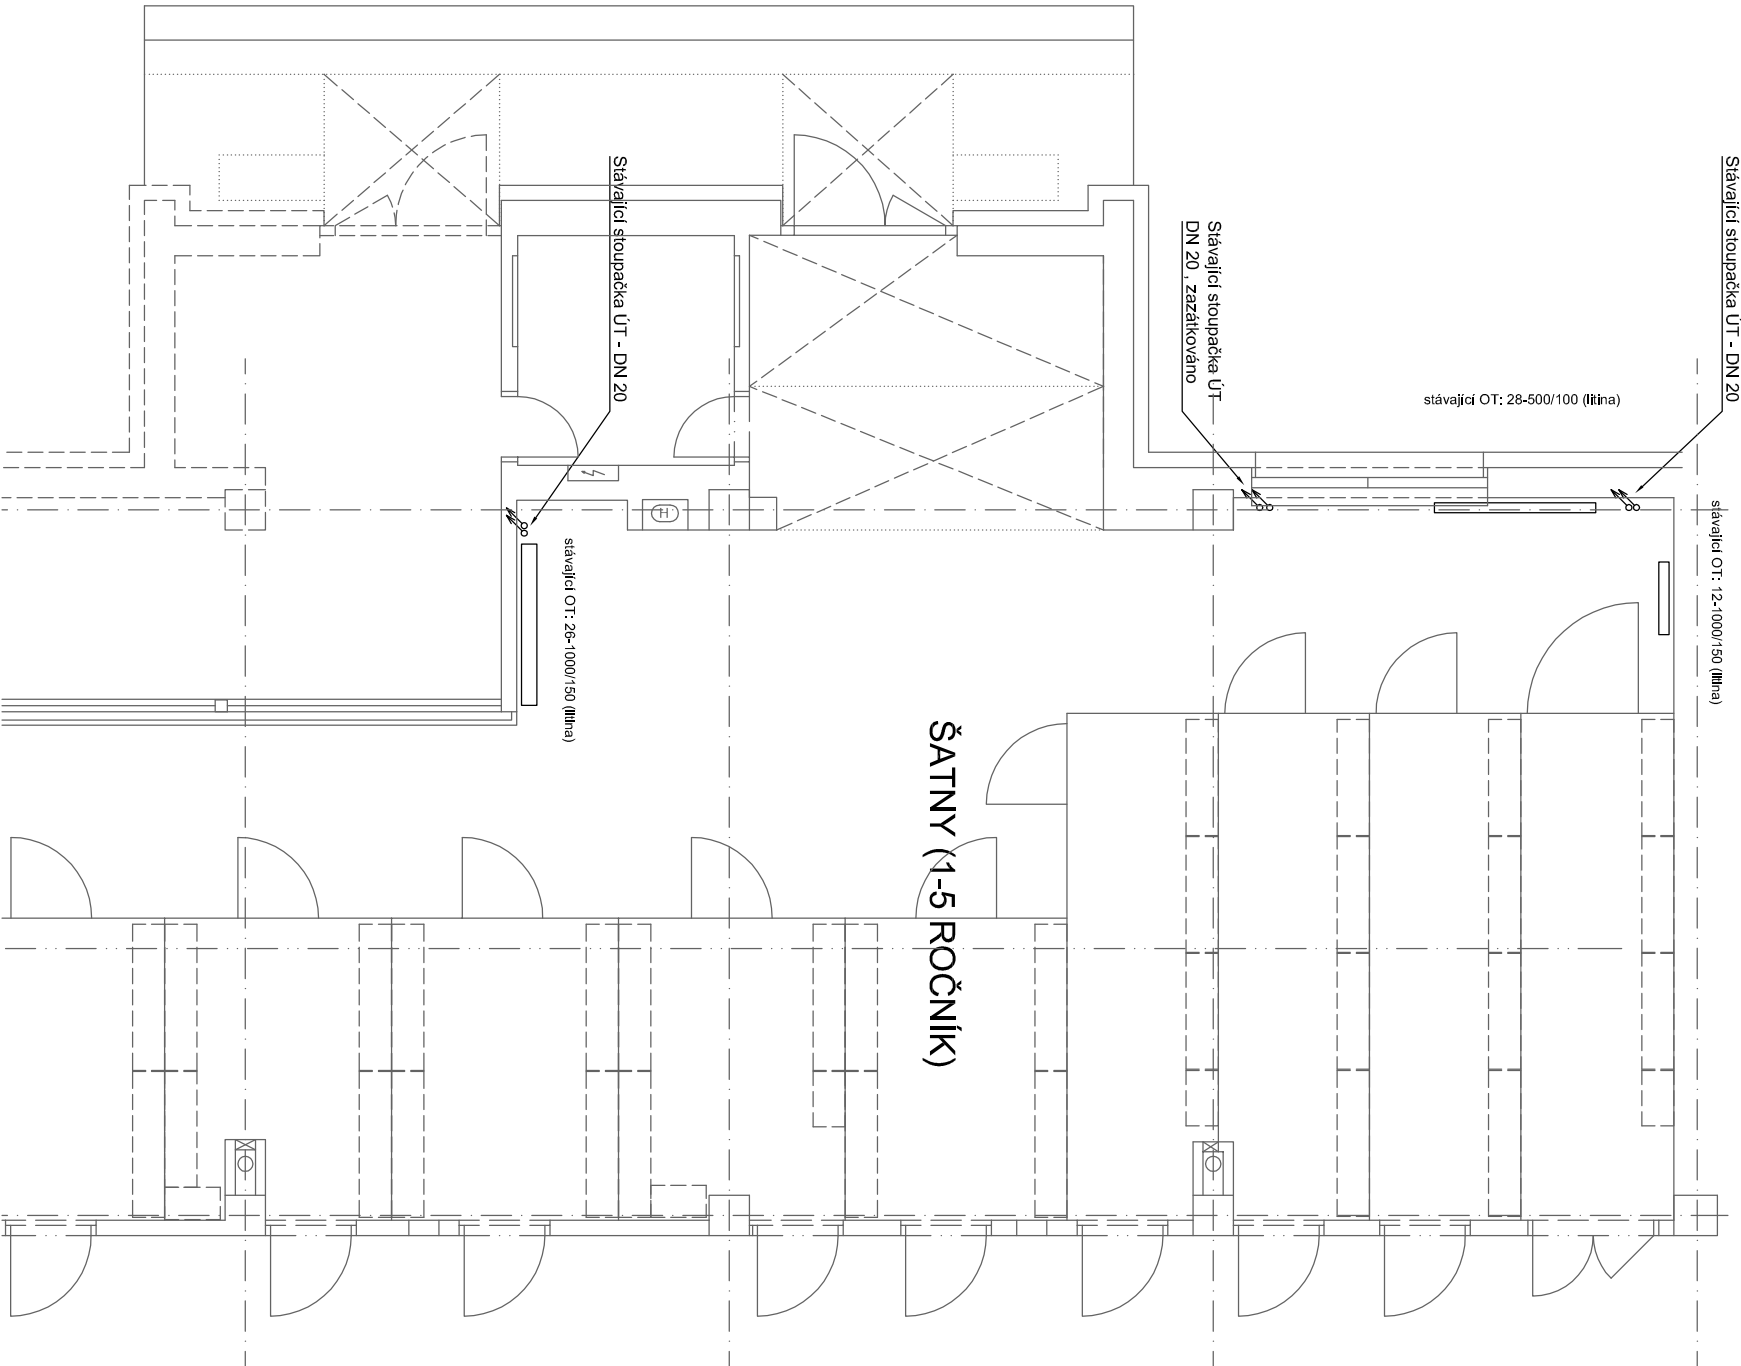 Stávající stoupačka ÚT - DN 20
Stávající stoupačka ÚT
DN 20 , zazátkováno
Stávající stoupačka ÚT - DN 20
stávající OT: 28-500/100 (litina)
stávající OT: 12-1000/150 (litina)
stávající OT: 26-1000/150 (litina)
H
ŠATNY (1-5 ROČNÍK)